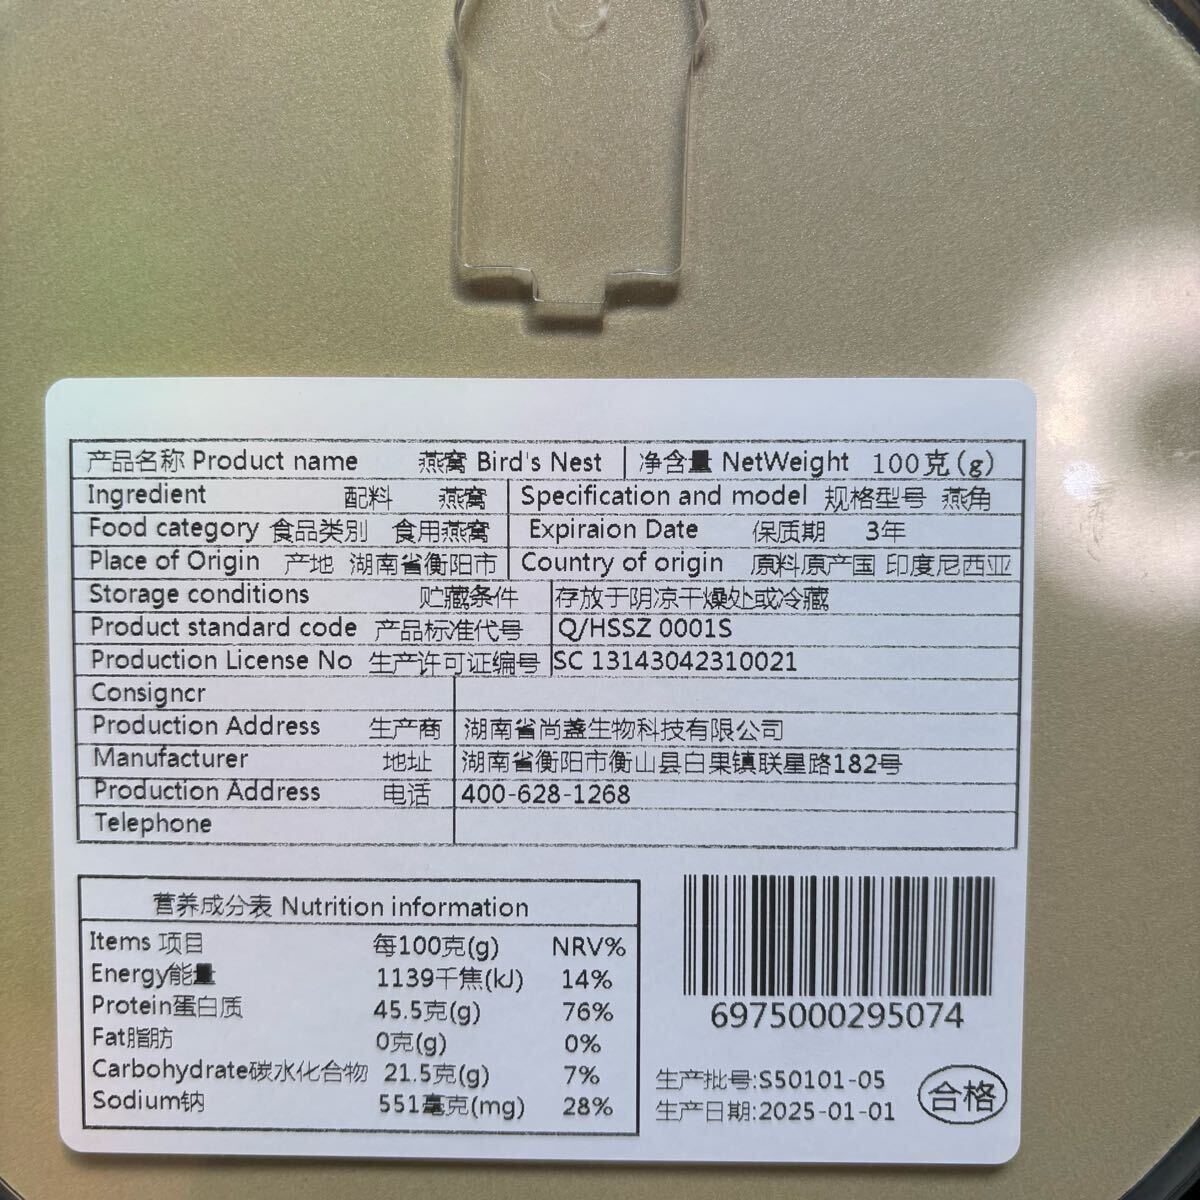 产品名称 Product name 燕窝 Bird's Nest 净含量 NetWeight 100克(g)
Ingredient 配料 燕窝 Specification and model 规格型号 燕角
Food category 食品类别 食用燕窝 Expiraion Date 保质期 3年
Place of Origin 产地 湖南省衡阳市 Country of origin 原料原产国 印度尼西亚
Storage conditions 贮藏条件 存放于阴凉干燥处或冷藏
Product standard code 产品标准代号 Q/HSSZ 0001S
Production License No 生产许可证编号 SC 13143042310021
Consigncr
Production Address 生产商 湖南省尚盏生物科技有限公司
Manufacturer 地址 湖南省衡阳市衡山县白果镇联星路182号
Production Address 电话 400-628-1268
Telephone
营养成分表 Nutrition information
Items 项目 每100克(g) NRV%
Energy能量 1139千焦(kJ) 14%
Protein蛋白质 45.5克(g) 76%
Fat脂肪 0克(g) 0%
Carbohydrate碳水化合物 21.5克(g) 7%
Sodium钠 551毫克(mg) 28%
6975000295074
生产批号:S50101-05
生产日期:2025-01-01
合格